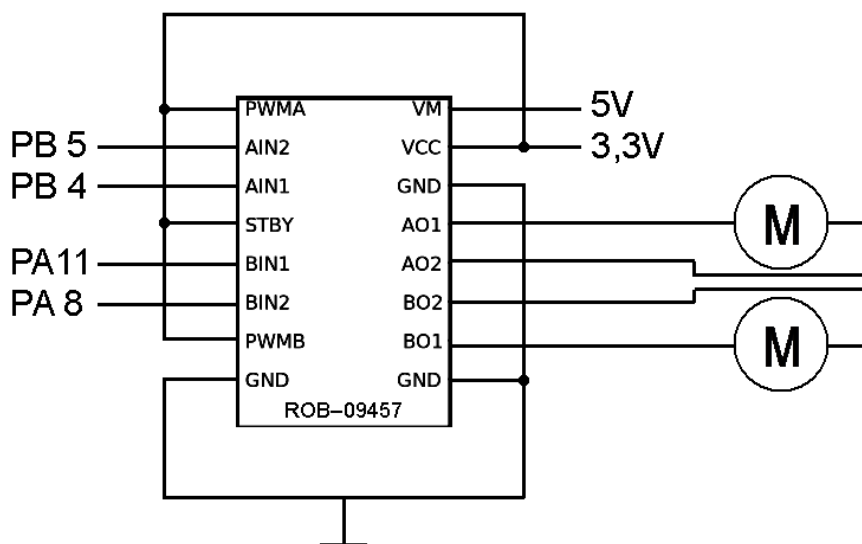 PWMA VM 5V
PB 5 AIN2 VCC 3,3V
PB 4 AIN1 GND
STBY AO1 M
PA11 BIN1 AO2
PA 8 BIN2 BO2
PWMB BO1 M
GND GND
ROB–09457